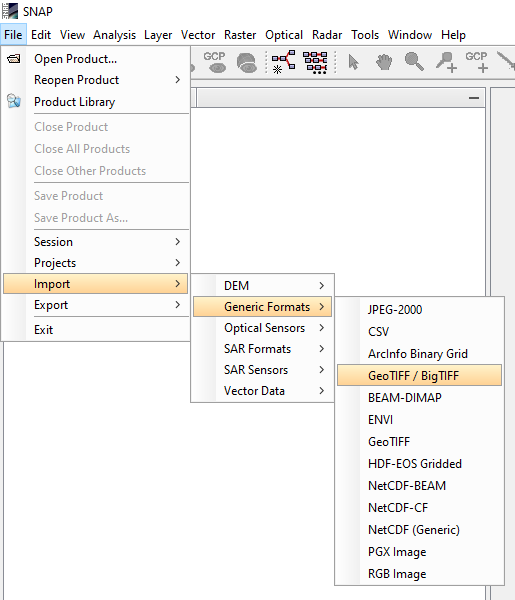 SNAP
File Edit View Analysis Layer Vector Raster Optical Radar Tools Window Help
GCP GCP
Open Product...
Reopen Product
Product Library
Close Product
Close All Products
Close Other Products
Save Product
Save Product As...
Session
Projects
Import
Export
Exit
DEM
Generic Formats
Optical Sensors
SAR Formats
SAR Sensors
Vector Data
JPEG-2000
CSV
ArcInfo Binary Grid
GeoTIFF / BigTIFF
BEAM-DIMAP
ENVI
GeoTIFF
HDF-EOS Gridded
NetCDF-BEAM
NetCDF-CF
NetCDF (Generic)
PGX Image
RGB Image